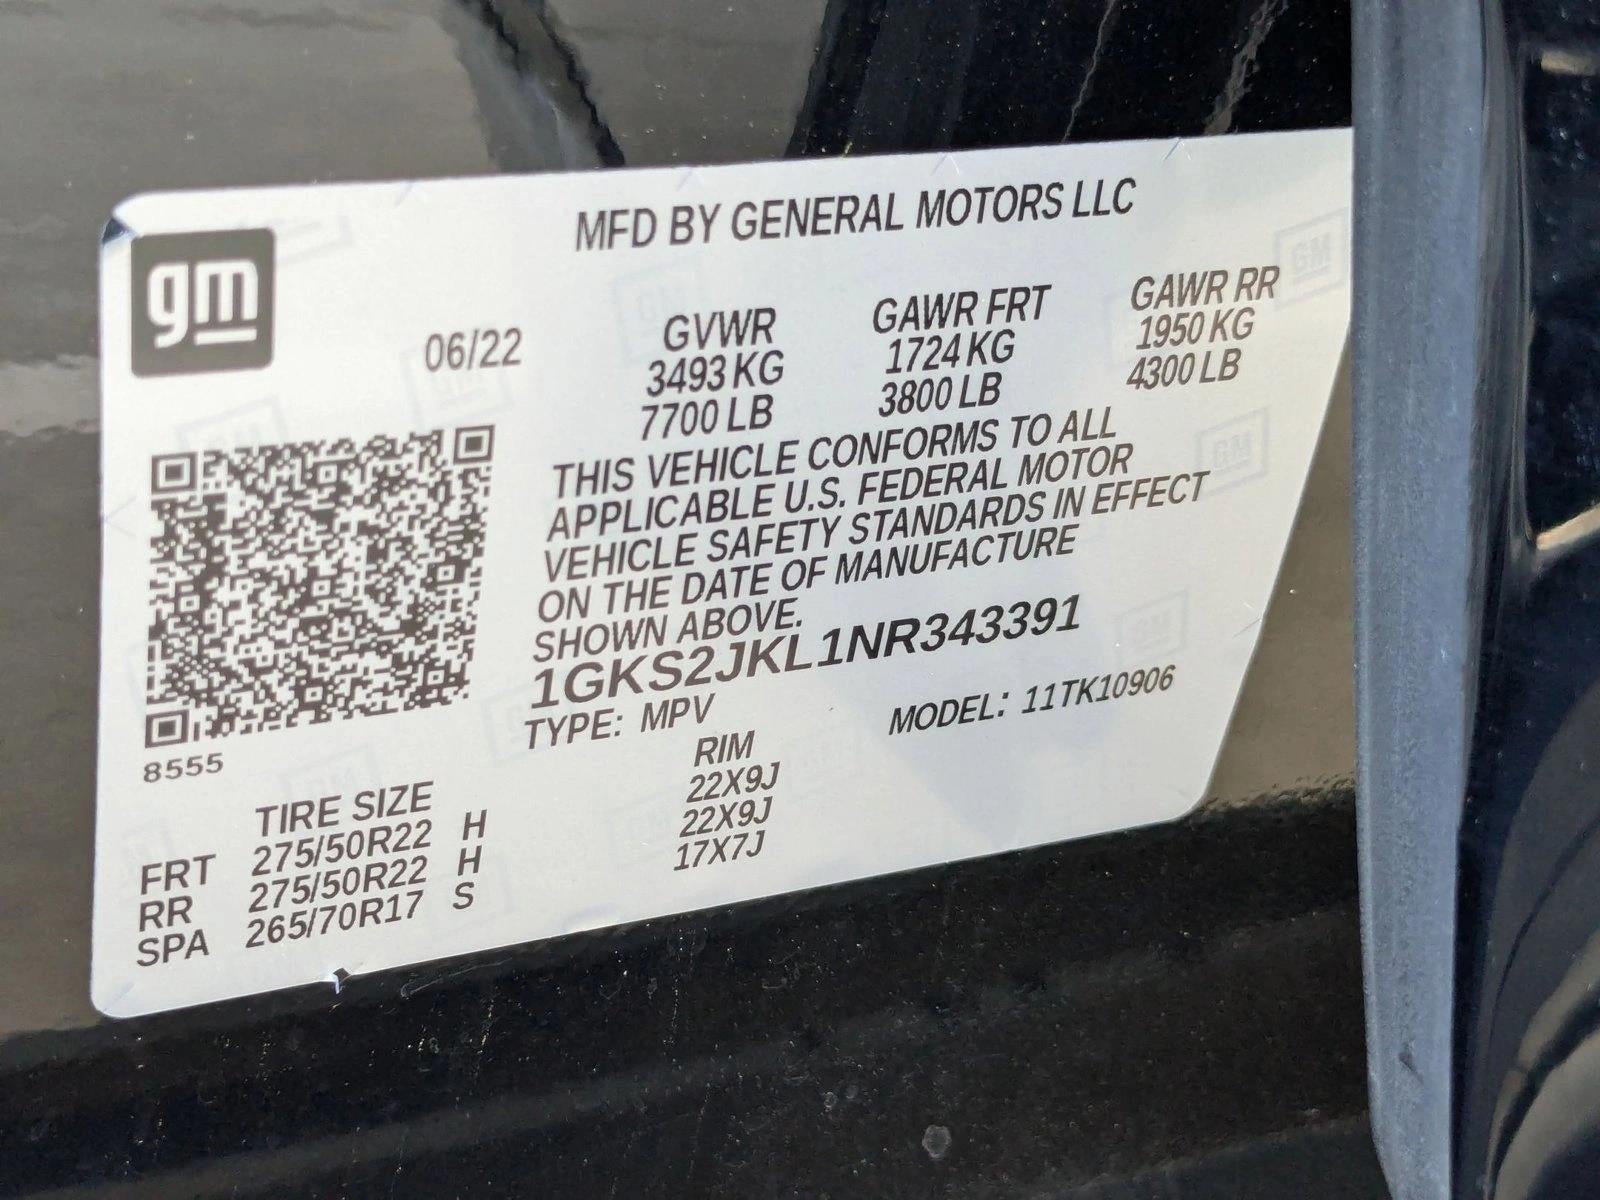 gm
MFD BY GENERAL MOTORS LLC
06/22
GVWR
3493 KG
7700 LB
GAWR FRT
1724 KG
3800 LB
GAWR RR
1950 KG
4300 LB
THIS VEHICLE CONFORMS TO ALL
APPLICABLE U.S. FEDERAL MOTOR
VEHICLE SAFETY STANDARDS IN EFFECT
ON THE DATE OF MANUFACTURE
SHOWN ABOVE.
1GKS2JKL1NR343391
TYPE: MPV
MODEL: 11TK10906
8555
TIRE SIZE RIM
FRT 275/50R22 H 22X9J
RR 275/50R22 H 22X9J
SPA 265/70R17 S 17X7J